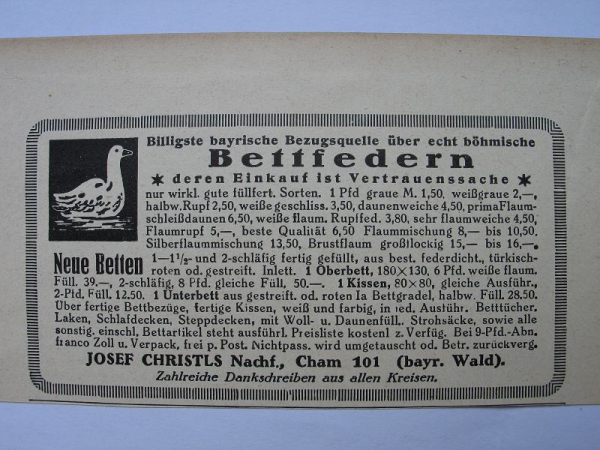 Billigste bayrische Bezugsquelle über echt böhmische
Bettfedern
* deren Einkauf ist Vertrauenssache *
nur wirkl. gute füllfert. Sorten. 1 Pfd graue M. 1,50, weißgraue 2,—,
halbw. Rupf 2,50, weiße geschliss. 3,50, daunenweiche 4,50, prima Flaum-
schleißdaunen 6,50, weiße flaum. Rupffed. 3,80, sehr flaumweiche 4,50,
Flaumrupf 5,—, beste Qualität 6,50 Flaummischung 8,— bis 10,50,
Silberflaummischung 13,50, Brustflaum großflockig 15,— bis 16,—.
Neue Betten 1—1½- und 2-schläfig fertig gefüllt, aus best. federdicht., türkisch-
roten od. gestreift. Inlett. 1 Oberbett, 180×130, 6 Pfd. weiße flaum.
Füll. 39.—, 2-schläfig, 8 Pfd. gleiche Füll, 50.—. 1 Kissen, 80×80, gleiche Ausführ.,
2-Pfd. Füll. 12.50. 1 Unterbett aus gestreift. od. roten Ia Bettgradel, halbw. Füll. 28.50.
Über fertige Bettbezüge, fertige Kissen, weiß und farbig, in jed. Ausführ. Betttücher,
Laken, Schlafdecken, Steppdecken, mit Woll- u. Daunenfüll.. Strohsäcke, sowie alle
sonstig. einschl. Bettartikel steht ausführl. Preisliste kostenl z. Verfüg. Bei 9-Pfd.-Abn.
franco Zoll u. Verpack, frei p. Post. Nichtpass. wird umgetauscht od. Betr. zurückverg.
JOSEF CHRISTLS Nachf., Cham 101 (bayr. Wald).
Zahlreiche Dankschreiben aus allen Kreisen.